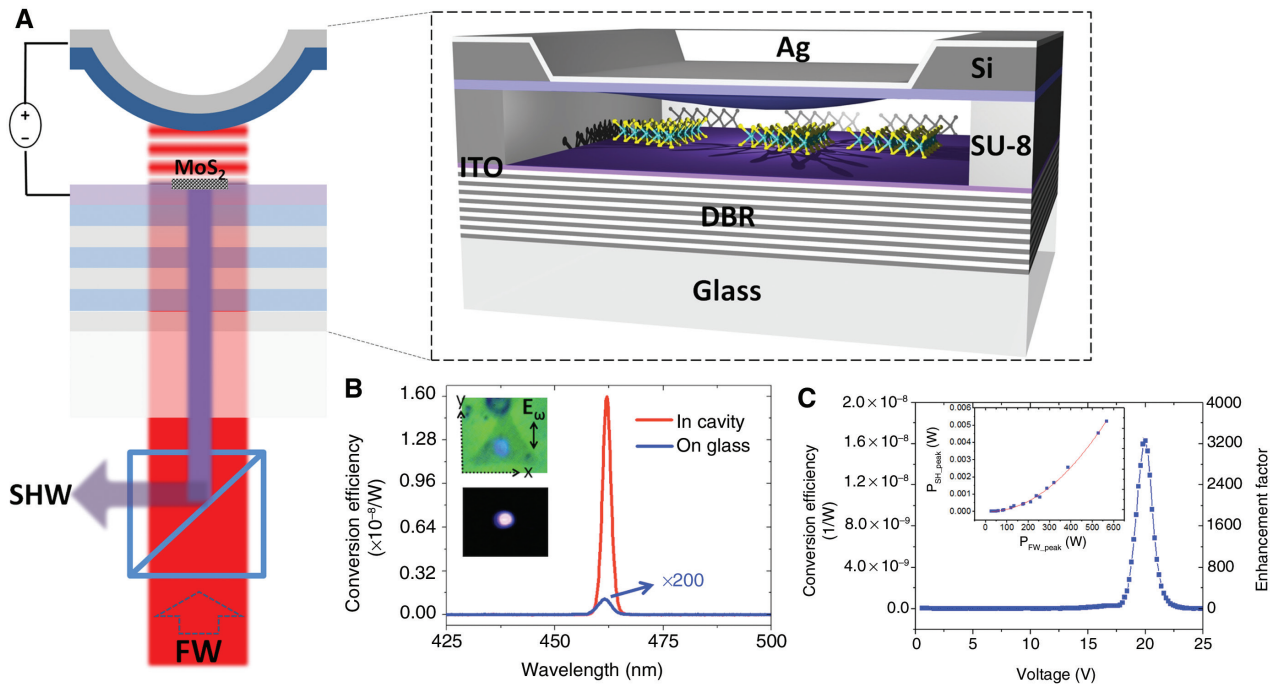 A
+
−
MoS₂
SHW
FW
Ag
Si
SU-8
ITO
DBR
Glass
B
Conversion efficiency
(×10⁻⁸/W)
1.60
1.28
0.96
0.64
0.32
0.00
425
450
475
500
Wavelength (nm)
y
Eω
x
In cavity
On glass
×200
C
Conversion efficiency
(1/W)
2.0 × 10⁻⁸
1.6 × 10⁻⁸
1.2 × 10⁻⁸
8.0 × 10⁻⁹
4.0 × 10⁻⁹
0.0
0
5
10
15
20
25
Voltage (V)
4000
3200
2400
1600
800
0
Enhancement factor
P_SH_peak (W)
0.006
0.005
0.004
0.003
0.002
0.001
0.000
0
100
200
300
400
500
600
P_FW_peak (W)